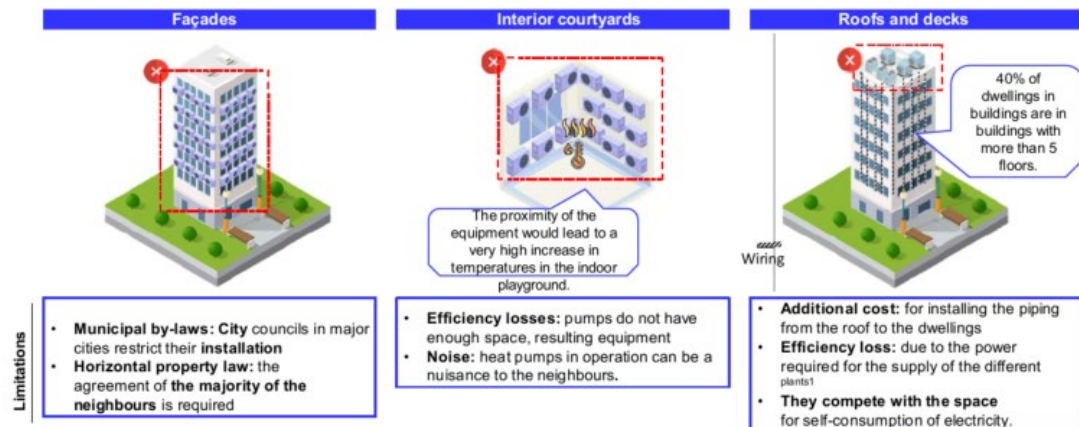 Façades
Interior courtyards
Roofs and decks
40% of
dwellings in
buildings are in
buildings with
more than 5
floors.
The proximity of the
equipment would lead to a
very high increase in
temperatures in the indoor
playground.
Wiring
Limitations
• Municipal by-laws: City councils in major
cities restrict their installation
• Horizontal property law: the
agreement of the majority of the
neighbours is required
• Efficiency losses: pumps do not have
enough space, resulting equipment
• Noise: heat pumps in operation can be a
nuisance to the neighbours.
• Additional cost: for installing the piping
from the roof to the dwellings
• Efficiency loss: due to the power
required for the supply of the different
plants1
• They compete with the space
for self-consumption of electricity.